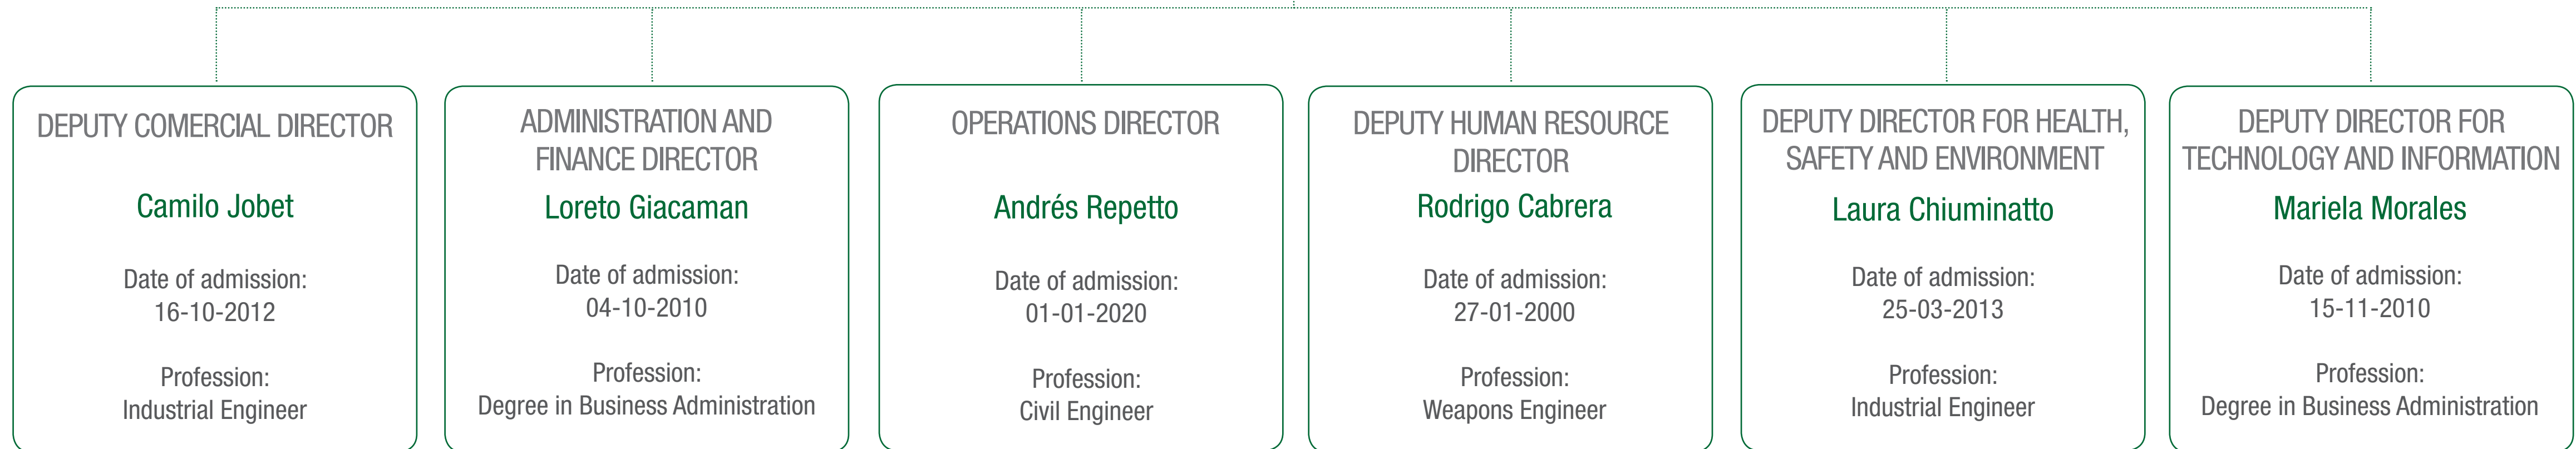 DEPUTY COMERCIAL DIRECTOR
Camilo Jobet
Date of admission:
16-10-2012
Profession:
Industrial Engineer
ADMINISTRATION AND
FINANCE DIRECTOR
Loreto Giacaman
Date of admission:
04-10-2010
Profession:
Degree in Business Administration
OPERATIONS DIRECTOR
Andrés Repetto
Date of admission:
01-01-2020
Profession:
Civil Engineer
DEPUTY HUMAN RESOURCE
DIRECTOR
Rodrigo Cabrera
Date of admission:
27-01-2000
Profession:
Weapons Engineer
DEPUTY DIRECTOR FOR HEALTH,
SAFETY AND ENVIRONMENT
Laura Chiuminatto
Date of admission:
25-03-2013
Profession:
Industrial Engineer
DEPUTY DIRECTOR FOR
TECHNOLOGY AND INFORMATION
Mariela Morales
Date of admission:
15-11-2010
Profession:
Degree in Business Administration